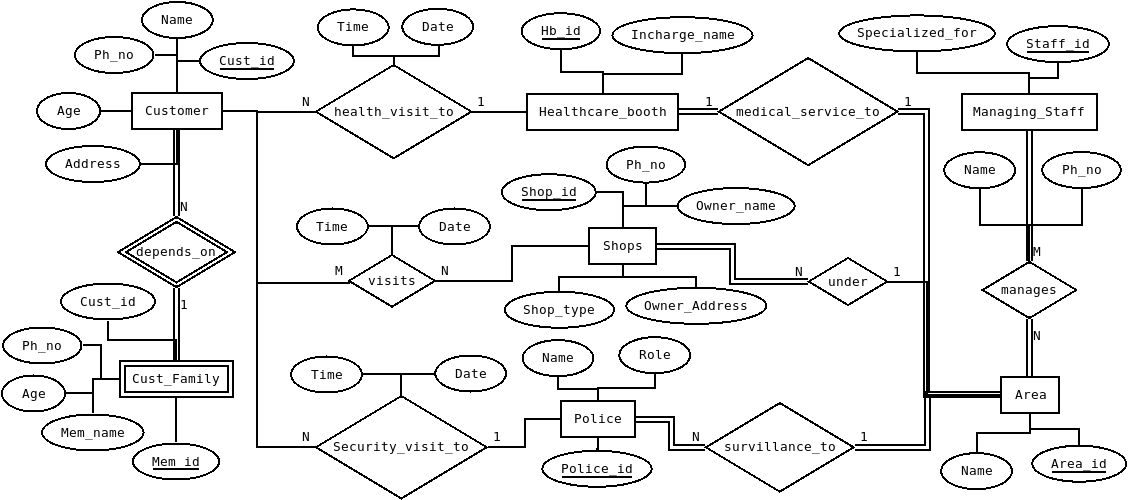 Name
Time
Date
Hb_id
Incharge_name
Specialized_for
Staff_id
Ph_no
Cust_id
Age
Customer
N
health_visit_to
1
Healthcare_booth
1
medical_service_to
1
Managing_Staff
Address
Ph_no
Name
Ph_no
Shop_id
Owner_name
N
Time
Date
Shops
depends_on
M
visits
N
N
under
1
M
manages
Cust_id
1
Shop_type
Owner_Address
Ph_no
Name
Role
N
Cust_Family
Time
Date
Age
Area
Mem_name
Police
N
Security_visit_to
1
N
survillance_to
1
Mem_id
Police_id
Name
Area_id